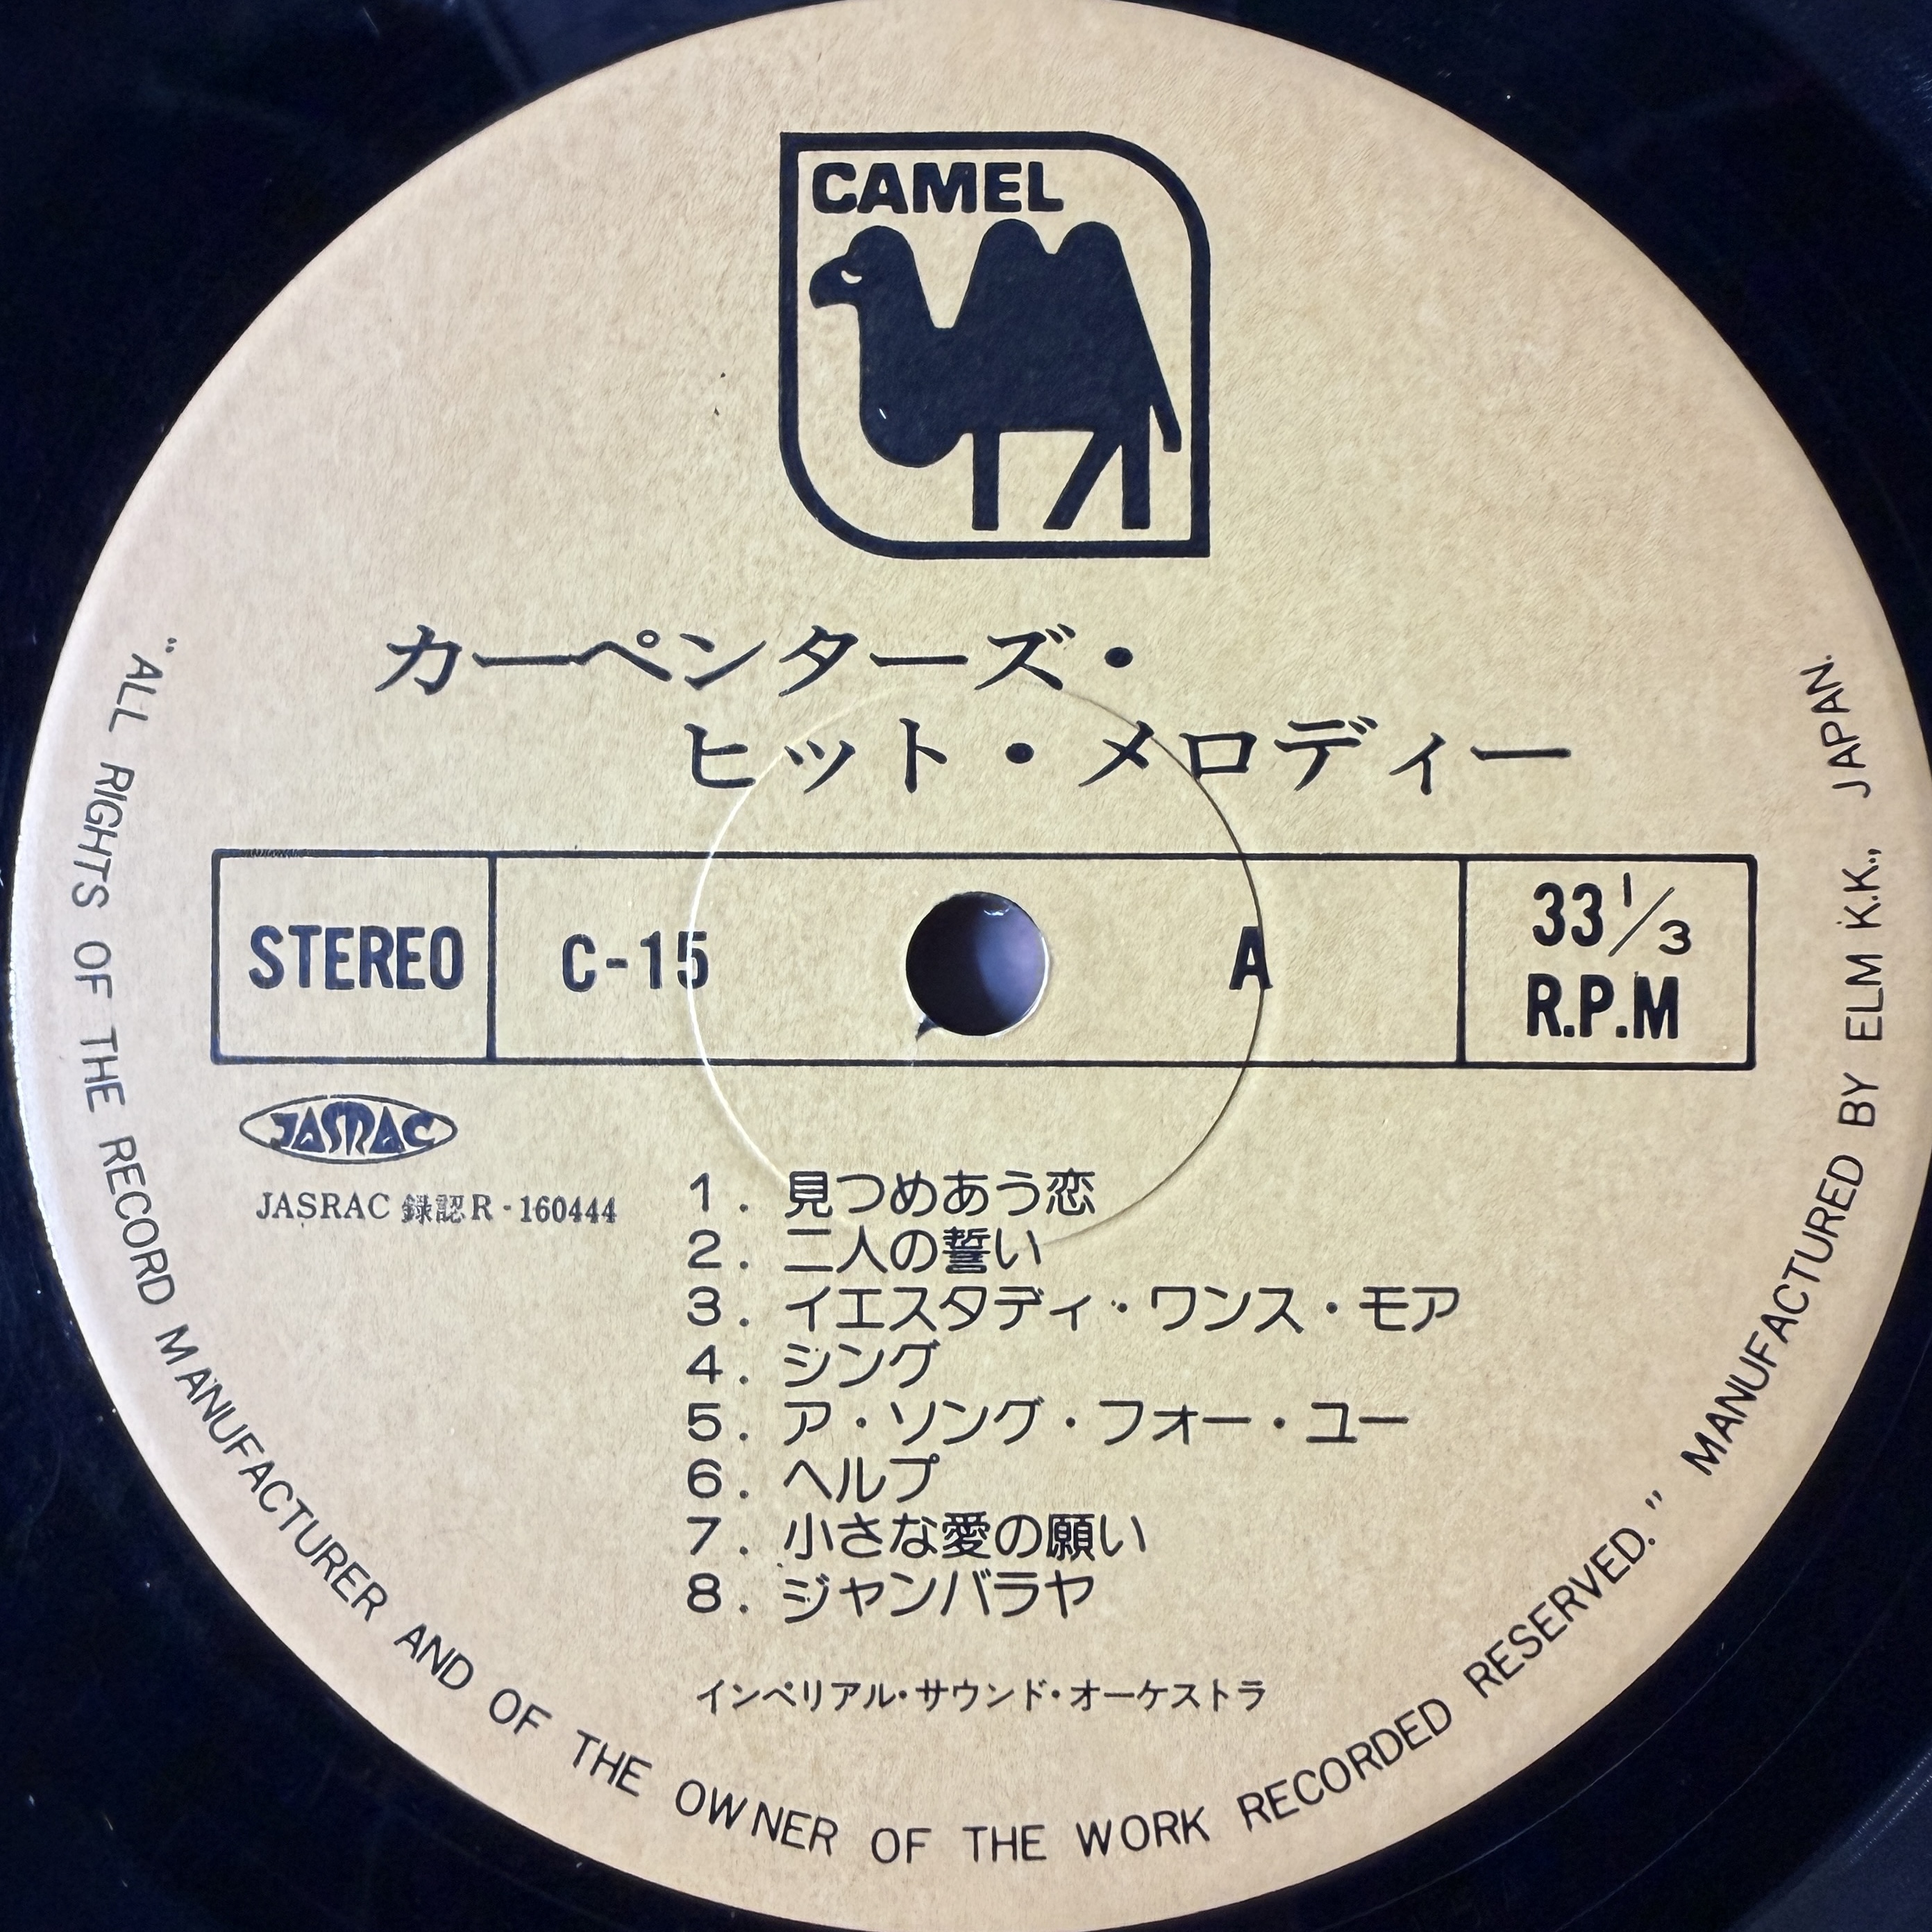 CAMEL
カーペンターズ・
ヒット・メロディー
STEREO
C-15
A
33 1/3
R.P.M
JASRAC
JASRAC 録認R-160444
1. 見つめあう恋
2. 二人の誓い
3. イエスタディ・ワンス・モア
4. シング
5. ア・ソング・フォー・ユー
6. ヘルプ
7. 小さな愛の願い
8. ジャンバラヤ
インペリアル・サウンド・オーケストラ
"ALL RIGHTS OF THE RECORD MANUFACTURER AND OF THE OWNER OF THE WORK RECORDED RESERVED." MANUFACTURED BY ELM K.K., JAPAN.